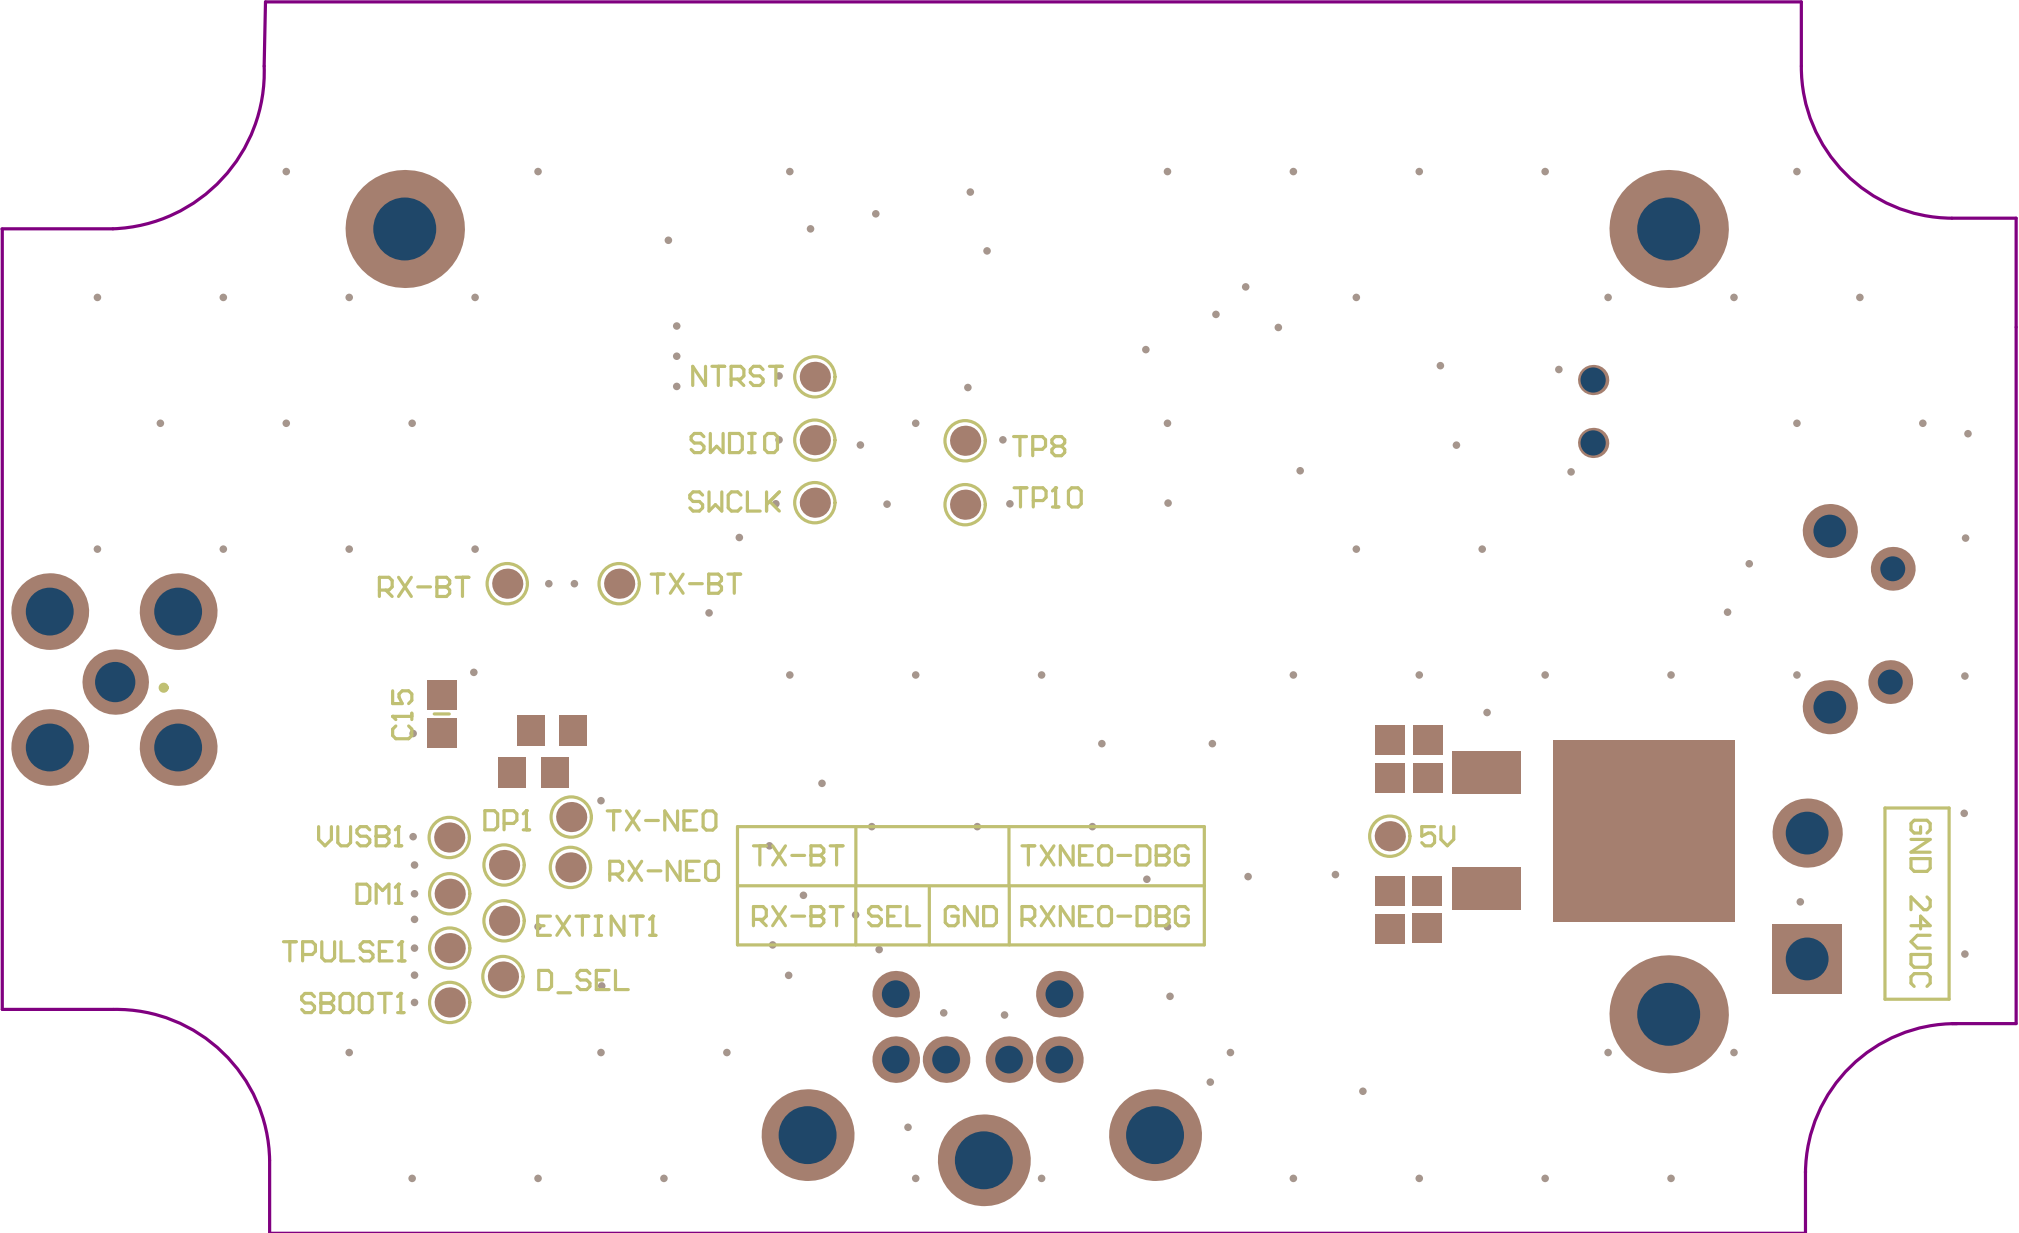 NTRST
SWDIO
TP8
SWCLK
TP10
RX-BT
TX-BT
C15
DP1
TX-NEO
VUSB1
5V
GND 24VDC
TX-BT
TXNEO-DBG
RX-NEO
DM1
RX-BT SEL GND RXNEO-DBG
EXTINT1
TPULSE1
D_SEL
SBOOT1